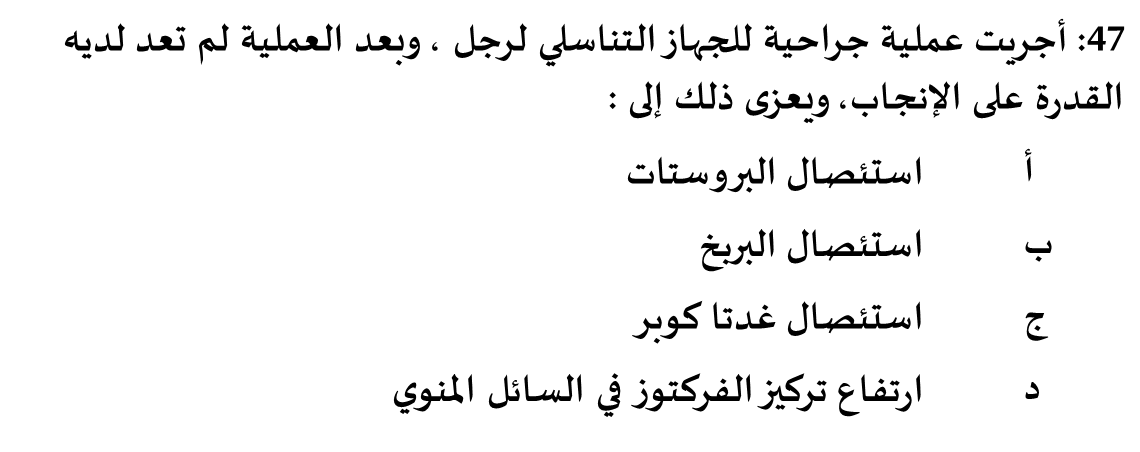 47: أجريت عملية جراحية للجهاز التناسلي لرجل ، وبعد العملية لم تعد لديه
القدرة على الإنجاب، ويعزى ذلك إلى :
أ استئصال البروستات
ب استئصال البربخ
ج استئصال غدتا كوبر
د ارتفاع تركيز الفركتوز في السائل المنوي